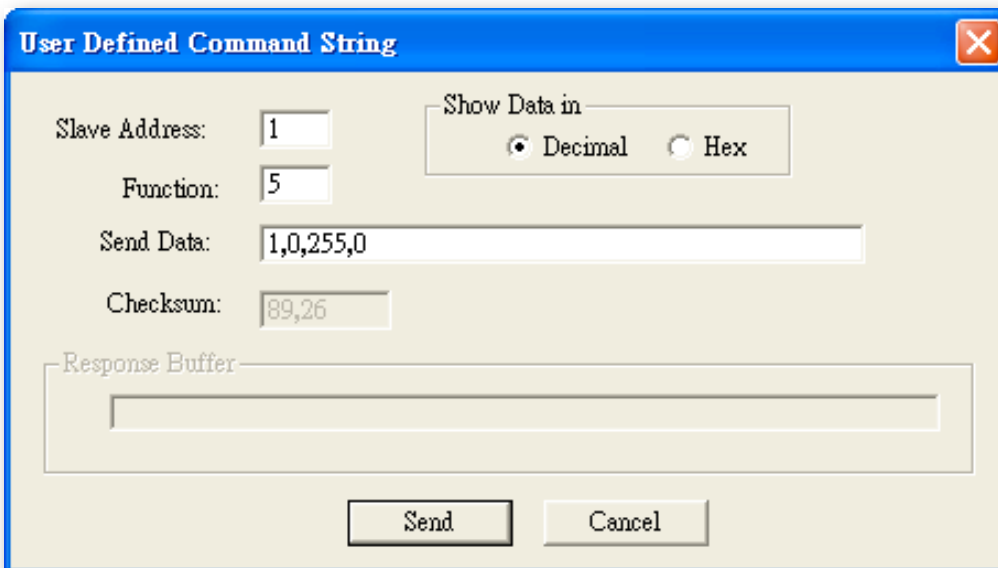 User Defined Command String
Slave Address: 1
Show Data in
Decimal Hex
Function: 5
Send Data: 1,0,255,0
Checksum: 89,26
Response Buffer
Send Cancel